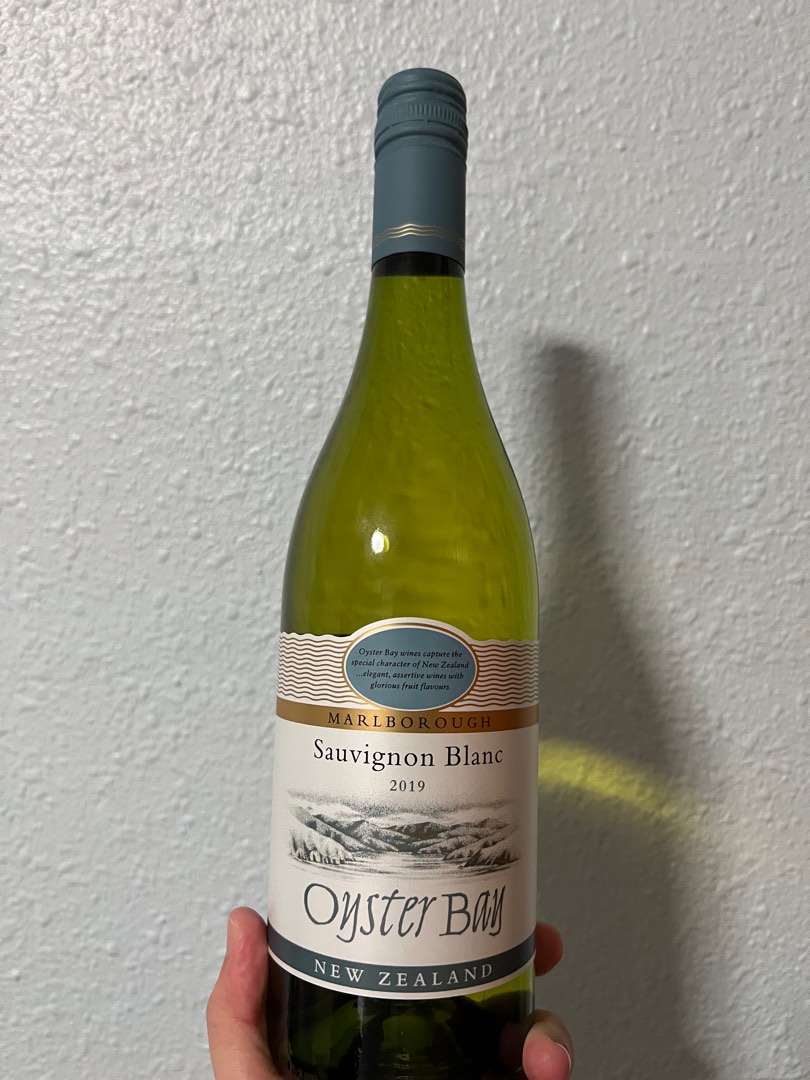 Oyster Bay wines capture the
special character of New Zealand
...elegant, assertive wines with
glorious fruit flavours
MARLBOROUGH
Sauvignon Blanc
2019
Oyster Bay
NEW ZEALAND